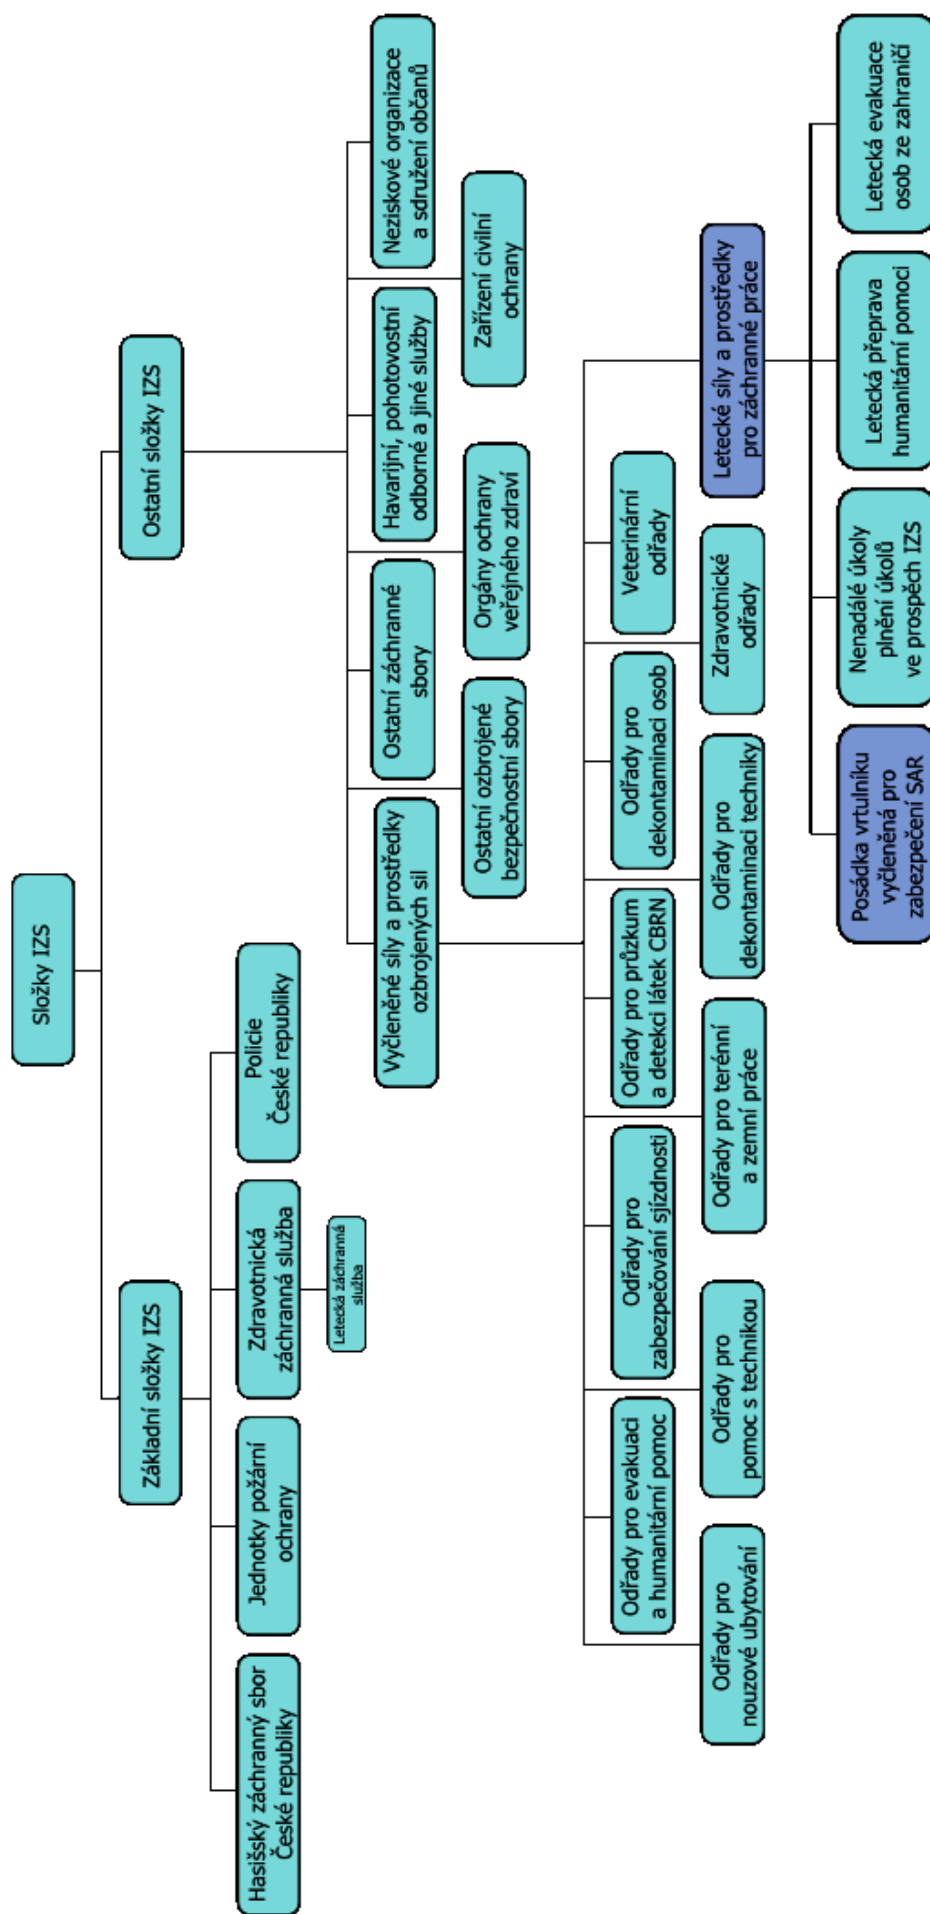 Složky IZS
Základní složky IZS
Ostatní složky IZS
Hasišský záchranný sbor
České republiky
Jednotky požární
ochrany
Zdravotnická
záchranná služba
Policie
České republiky
Letecká záchranná
služba
Vyčleněné síly a prostředky
ozbrojených sil
Ostatní záchranné
sbory
Havarijní, pohotovostní
odborné a jiné služby
Neziskové organizace
a sdružení občanů
Ostatní ozbrojené
bezpečnostní sbory
Orgány ochrany
veřejného zdraví
Zařízení civilní
ochrany
Odřady pro evakuaci
a humanitární pomoc
Odřady pro
zabezpečování sjízdnosti
Odřady pro průzkum
a detekci látek CBRN
Odřady pro
dekontaminaci osob
Veterinární
odřady
Odřady pro
nouzové ubytování
Odřady pro
pomoc s technikou
Odřady pro terénní
a zemní práce
Odřady pro
dekontaminaci techniky
Zdravotnické
odřady
Letecké síly a prostředky
pro záchranné práce
Posádka vrtulníku
vyčleněná pro
zabezpečení SAR
Nenadálé úkoly
plnění úkolů
ve prospěch IZS
Letecká přeprava
humanitární pomoci
Letecká evakuace
osob ze zahraničí